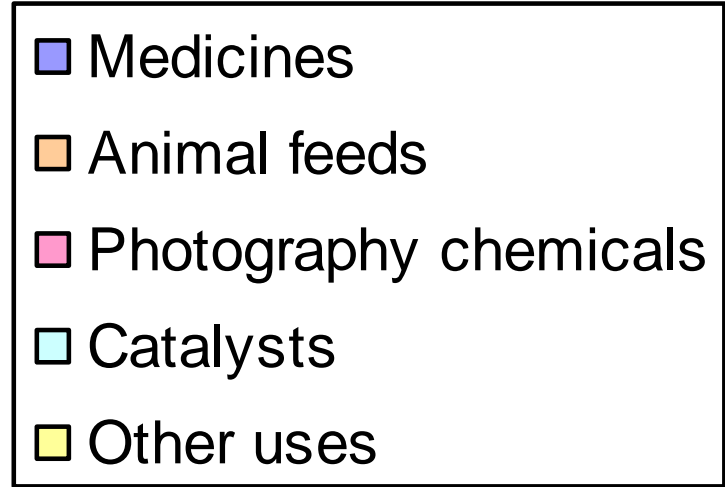 Medicines
Animal feeds
Photography chemicals
Catalysts
Other uses